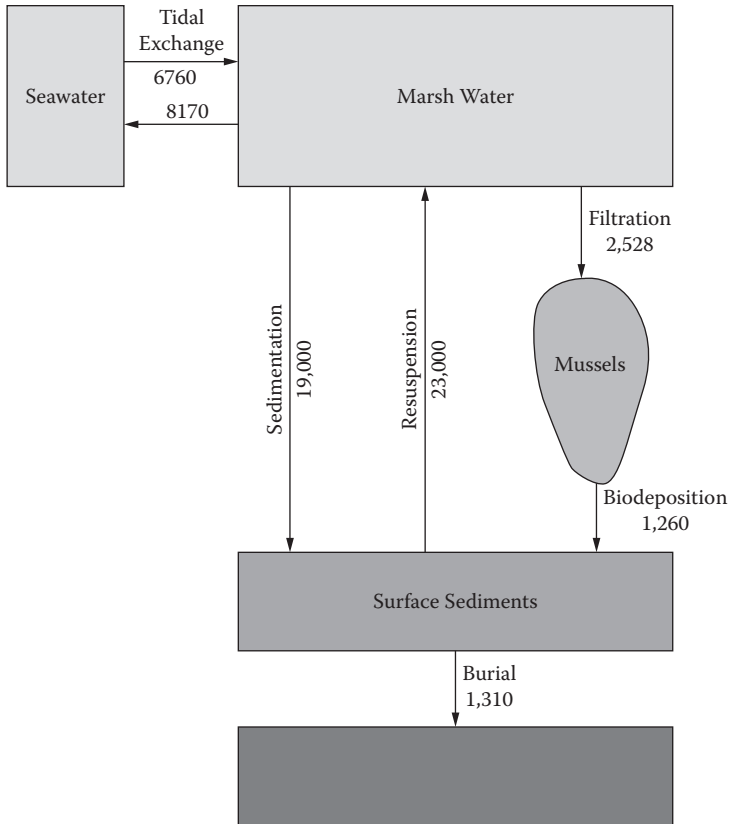 Tidal
Exchange
6760
8170
Seawater
Marsh Water
Filtration
2,528
Sedimentation
19,000
Resuspension
23,000
Mussels
Biodeposition
1,260
Surface Sediments
Burial
1,310